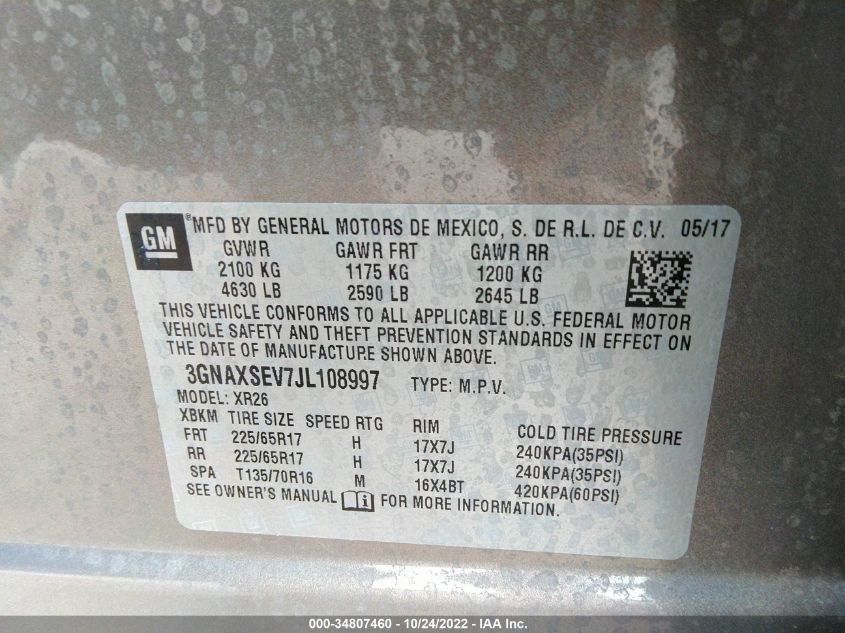 GM ® MFD BY GENERAL MOTORS DE MEXICO, S. DE R.L. DE C.V. 05/17
GVWR GAWR FRT GAWR RR
2100 KG 1175 KG 1200 KG
4630 LB 2590 LB 2645 LB
THIS VEHICLE CONFORMS TO ALL APPLICABLE U.S. FEDERAL MOTOR
VEHICLE SAFETY AND THEFT PREVENTION STANDARDS IN EFFECT ON
THE DATE OF MANUFACTURE SHOWN ABOVE.
3GNAXSEV7JL108997 TYPE: M.P.V.
MODEL: XR26
XBKM TIRE SIZE SPEED RTG RIM COLD TIRE PRESSURE
FRT 225/65R17 H 17X7J 240KPA(35PSI)
RR 225/65R17 H 17X7J 240KPA(35PSI)
SPA T135/70R16 M 16X4BT 420KPA(60PSI)
SEE OWNER'S MANUAL i FOR MORE INFORMATION.
000-34807460 - 10/24/2022 - IAA Inc.